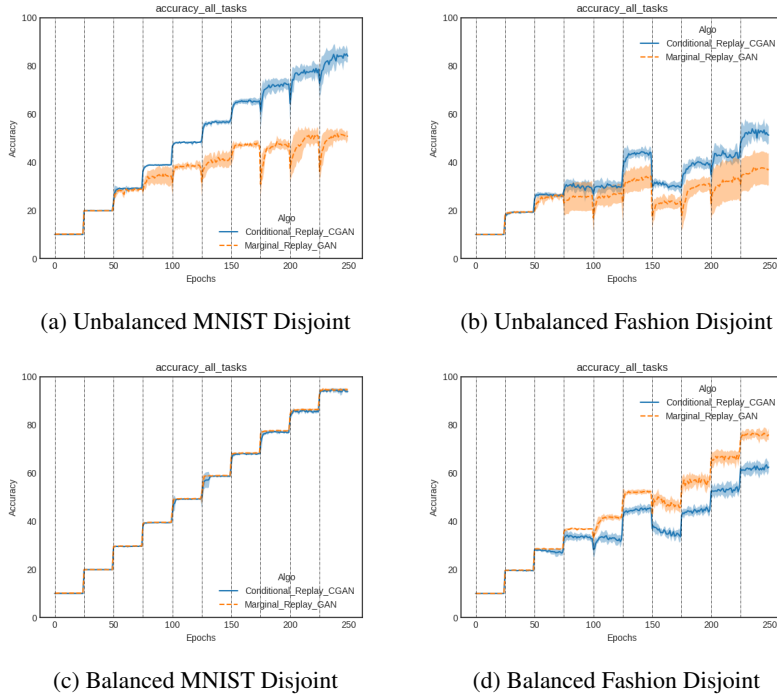 accuracy_all_tasks
100
80
60
40
20
0
Accuracy
Algo
Conditional_Replay_CGAN
Marginal_Replay_GAN
0 50 100 150 200 250
Epochs
(a) Unbalanced MNIST Disjoint
accuracy_all_tasks
100
80
60
40
20
0
Accuracy
Algo
Conditional_Replay_CGAN
Marginal_Replay_GAN
0 50 100 150 200 250
Epochs
(b) Unbalanced Fashion Disjoint
accuracy_all_tasks
100
80
60
40
20
0
Accuracy
Algo
Conditional_Replay_CGAN
Marginal_Replay_GAN
0 50 100 150 200 250
Epochs
(c) Balanced MNIST Disjoint
accuracy_all_tasks
100
80
60
40
20
0
Accuracy
Algo
Conditional_Replay_CGAN
Marginal_Replay_GAN
0 50 100 150 200 250
Epochs
(d) Balanced Fashion Disjoint